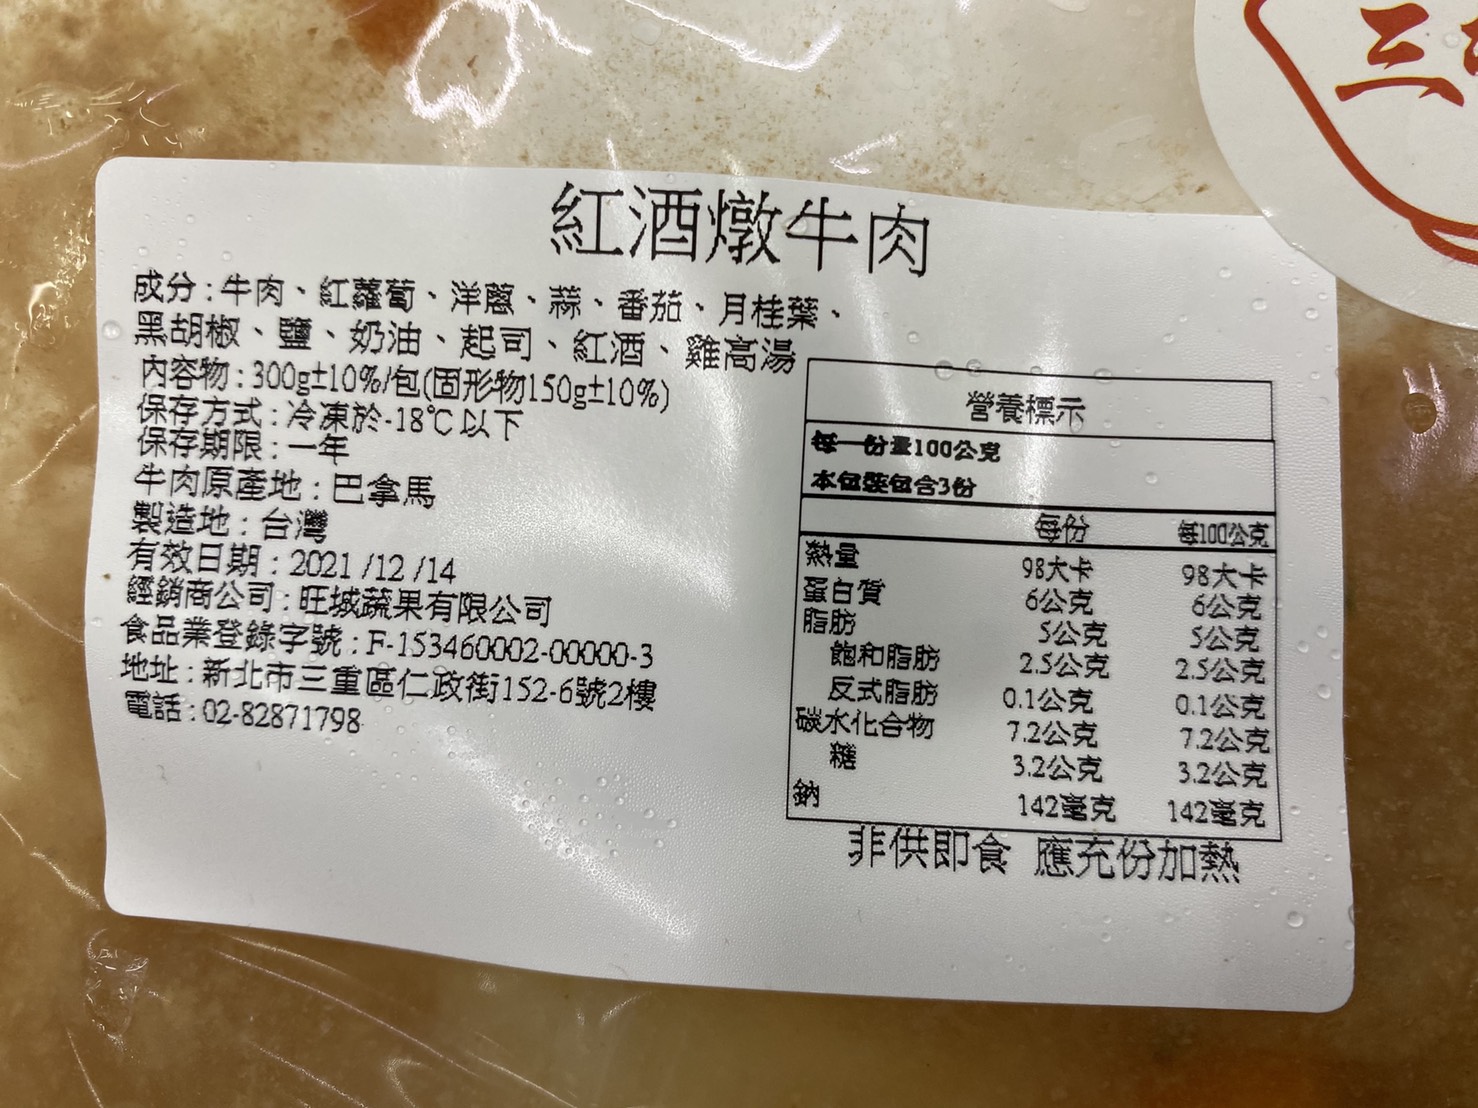 三
紅酒燉牛肉
成分:牛肉、紅蘿蔔、洋蔥、蒜、番茄、月桂葉、
黑胡椒、鹽、奶油、起司、紅酒、雞高湯
內容物:300g±10%/包(固形物150g±10%)
保存方式:冷凍於-18℃以下
保存期限:一年
牛肉原產地:巴拿馬
製造地:台灣
有效日期:2021/12/14
經銷商公司:旺城蔬果有限公司
食品業登錄字號:F-153460002-00000-3
地址:新北市三重區仁政街152-6號2樓
電話:02-82871798
營養標示
每一份量100公克
本包裝包含3份
每份 每100公克
熱量 98大卡 98大卡
蛋白質 6公克 6公克
脂肪 5公克 5公克
飽和脂肪 2.5公克 2.5公克
反式脂肪 0.1公克 0.1公克
碳水化合物 7.2公克 7.2公克
糖 3.2公克 3.2公克
鈉 142毫克 142毫克
非供即食 應充份加熱